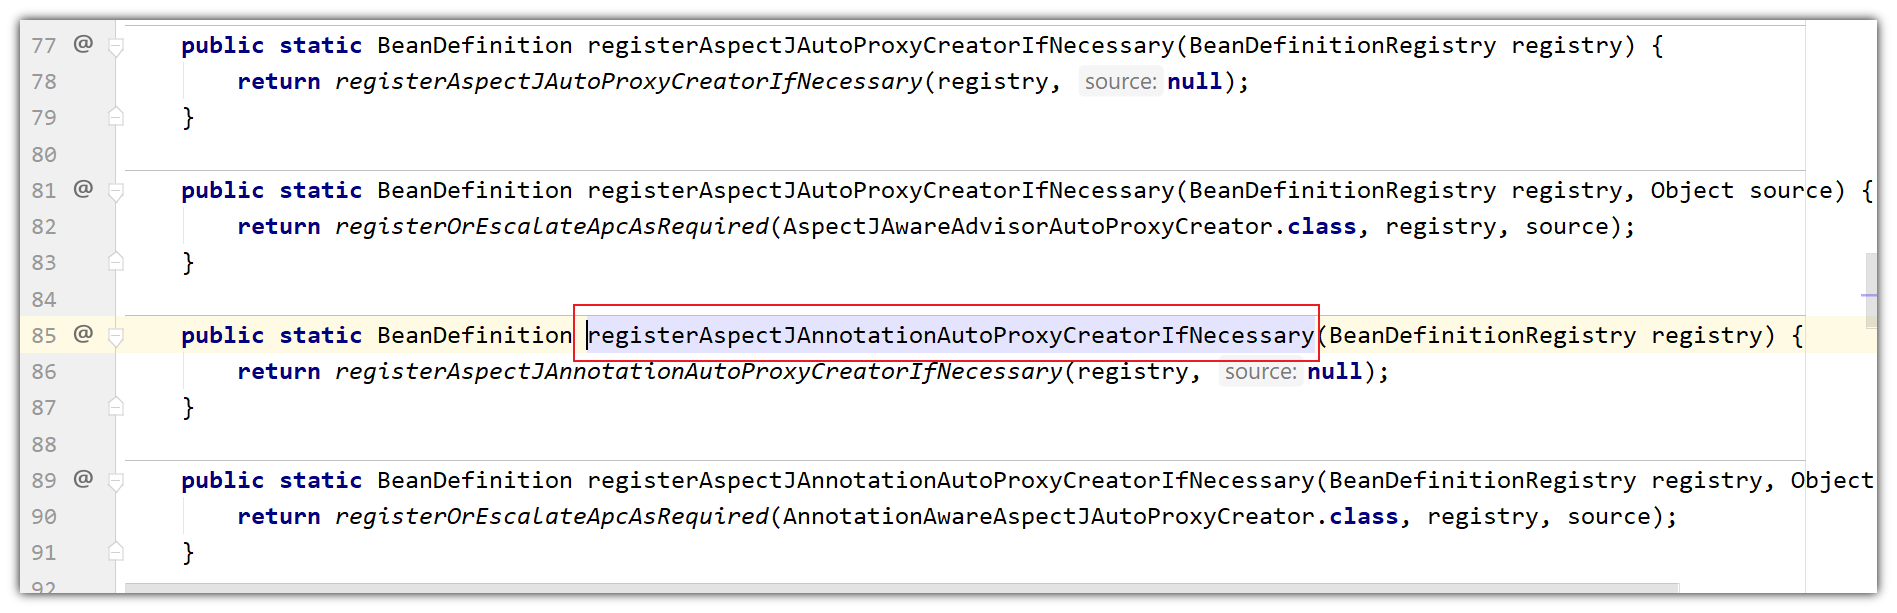 77 @ public static BeanDefinition registerAspectJAutoProxyCreatorIfNecessary(BeanDefinitionRegistry registry) {
78 return registerAspectJAutoProxyCreatorIfNecessary(registry, source: null);
79 }
80
81 @ public static BeanDefinition registerAspectJAutoProxyCreatorIfNecessary(BeanDefinitionRegistry registry, Object source) {
82 return registerOrEscalateApcAsRequired(AspectJAwareAdvisorAutoProxyCreator.class, registry, source);
83 }
84
85 @ public static BeanDefinition registerAspectJAnnotationAutoProxyCreatorIfNecessary(BeanDefinitionRegistry registry) {
86 return registerAspectJAnnotationAutoProxyCreatorIfNecessary(registry, source: null);
87 }
88
89 @ public static BeanDefinition registerAspectJAnnotationAutoProxyCreatorIfNecessary(BeanDefinitionRegistry registry, Object
90 return registerOrEscalateApcAsRequired(AnnotationAwareAspectJAutoProxyCreator.class, registry, source);
91 }
92